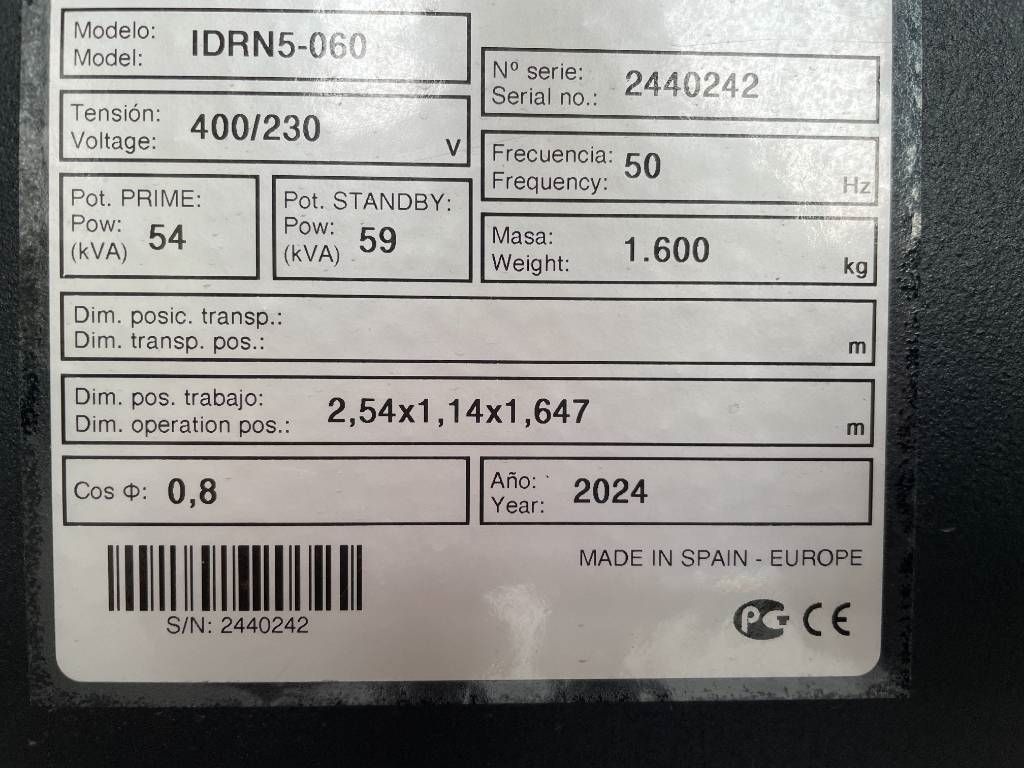 Modelo:
Model: IDRN5-060
Nº serie:
Serial no.: 2440242
Tensión:
Voltage: 400/230 V
Frecuencia:
Frequency: 50 Hz
Pot. PRIME:
Pow:
(kVA) 54
Pot. STANDBY:
Pow:
(kVA) 59
Masa:
Weight: 1.600 kg
Dim. posic. transp.:
Dim. transp. pos.: m
Dim. pos. trabajo:
Dim. operation pos.: 2,54x1,14x1,647 m
Cos Φ: 0,8
Año:
Year: 2024
S/N: 2440242
MADE IN SPAIN - EUROPE
PCT CE